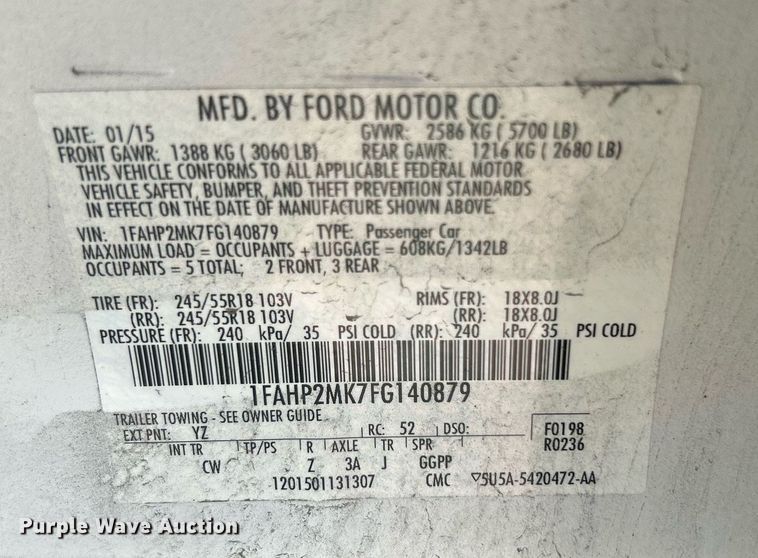 MFD. BY FORD MOTOR CO.
DATE: 01/15 GVWR: 2586 KG ( 5700 LB)
FRONT GAWR: 1388 KG ( 3060 LB) REAR GAWR: 1216 KG ( 2680 LB)
THIS VEHICLE CONFORMS TO ALL APPLICABLE FEDERAL MOTOR
VEHICLE SAFETY, BUMPER, AND THEFT PREVENTION STANDARDS
IN EFFECT ON THE DATE OF MANUFACTURE SHOWN ABOVE.
VIN: 1FAHP2MK7FG140879 TYPE: Passenger Car
MAXIMUM LOAD = OCCUPANTS + LUGGAGE = 608KG/1342LB
OCCUPANTS = 5 TOTAL; 2 FRONT, 3 REAR
TIRE (FR): 245/55R18 103V RIMS (FR): 18X8.0J
(RR): 245/55R18 103V (RR): 18X8.0J
PRESSURE (FR): 240 kPa/ 35 PSI COLD (RR): 240 kPa/ 35 PSI COLD
1FAHP2MK7FG140879
TRAILER TOWING - SEE OWNER GUIDE
EXT PNT: YZ RC: 52 DSO: F0198
INT TR TP/PS R AXLE TR SPR R0236
CW Z 3A J GGPP
1201501131307 CMC ▽5U5A-5420472-AA
Purple Wave Auction